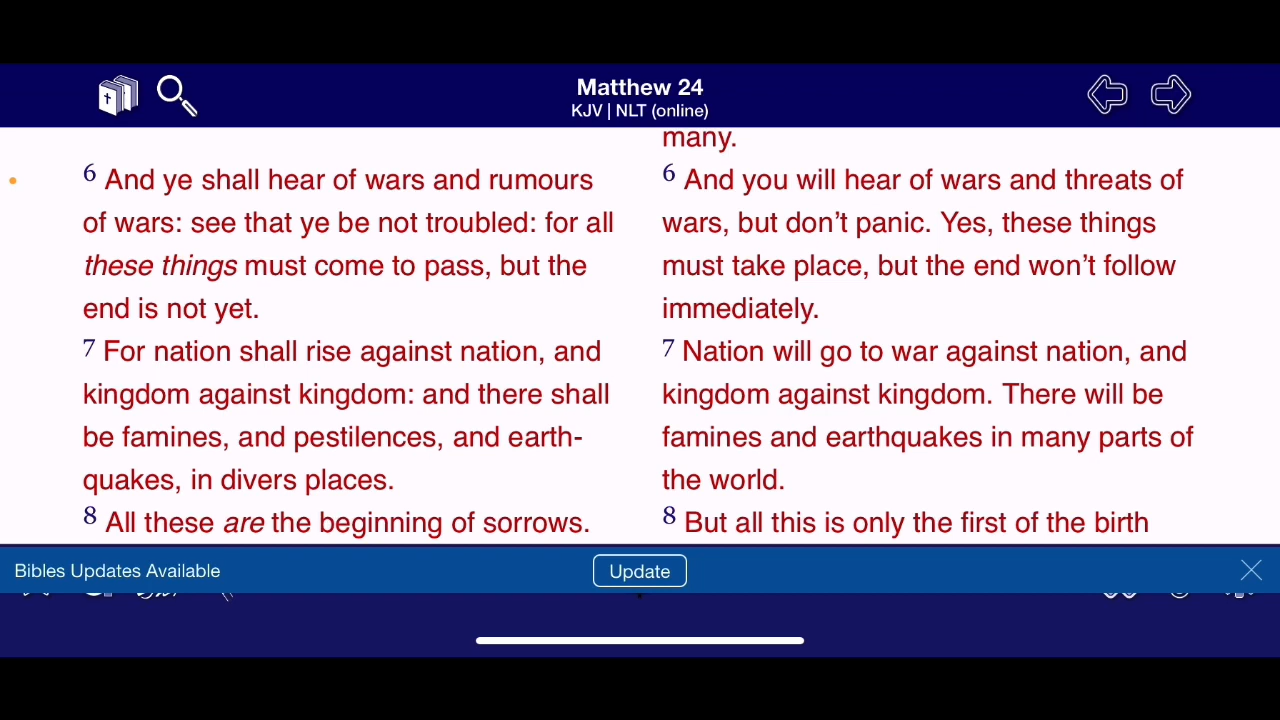 Matthew 24
KJV | NLT (online)
6 And ye shall hear of wars and rumours
of wars: see that ye be not troubled: for all
these things must come to pass, but the
end is not yet.
7 For nation shall rise against nation, and
kingdom against kingdom: and there shall
be famines, and pestilences, and earth-
quakes, in divers places.
8 All these are the beginning of sorrows.
many.
6 And you will hear of wars and threats of
wars, but don’t panic. Yes, these things
must take place, but the end won’t follow
immediately.
7 Nation will go to war against nation, and
kingdom against kingdom. There will be
famines and earthquakes in many parts of
the world.
8 But all this is only the first of the birth
Bibles Updates Available
Update